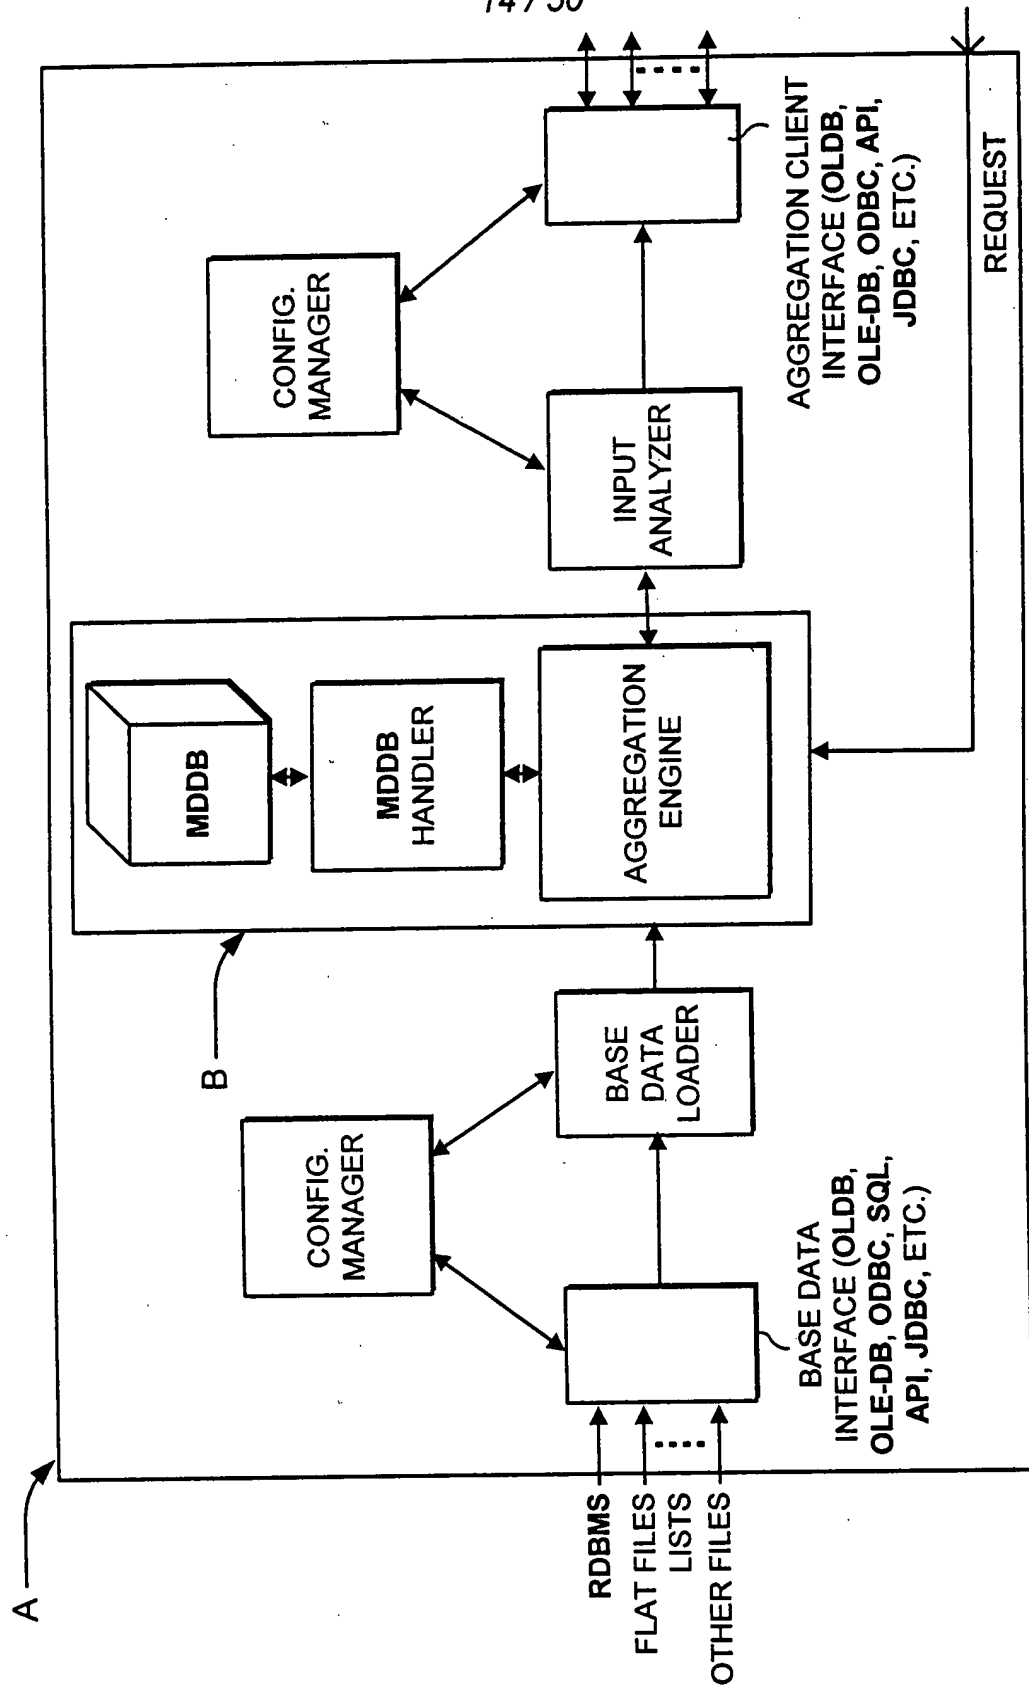 14 / 50
A
B
RDBMS
FLAT FILES
LISTS
OTHER FILES
BASE DATA
INTERFACE (OLDB,
OLE-DB, ODBC, SQL,
API, JDBC, ETC.)
CONFIG.
MANAGER
BASE
DATA
LOADER
MDDB
MDDB
HANDLER
AGGREGATION
ENGINE
INPUT
ANALYZER
CONFIG.
MANAGER
AGGREGATION CLIENT
INTERFACE (OLDB,
OLE-DB, ODBC, API,
JDBC, ETC.)
REQUEST